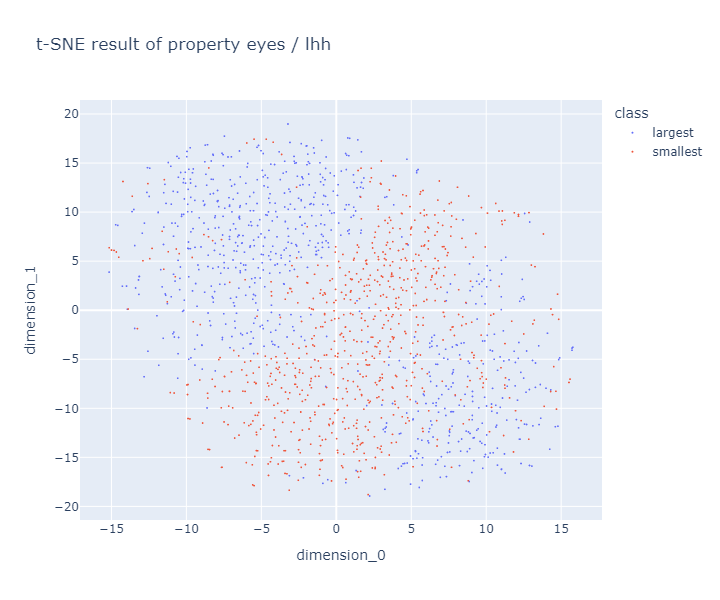 t-SNE result of property eyes / lhh
class
largest
smallest
20
15
10
5
0
−5
−10
−15
−20
dimension_1
−15
−10
−5
0
5
10
15
dimension_0